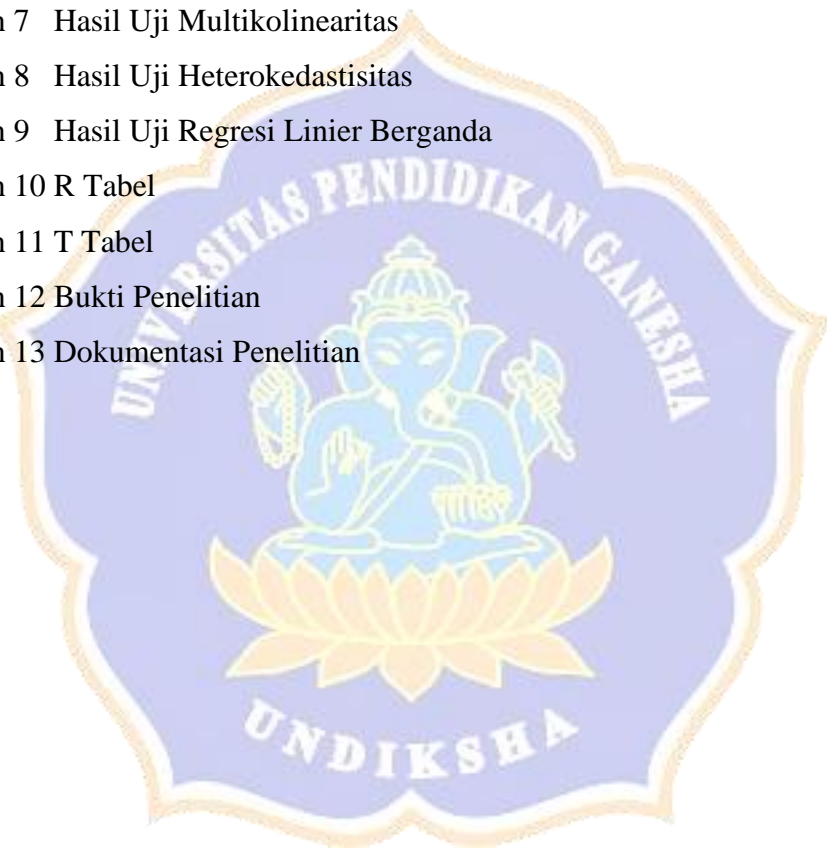 n 7 Hasil Uji Multikolinearitas
n 8 Hasil Uji Heterokedastisitas
n 9 Hasil Uji Regresi Linier Berganda
n 10 R Tabel
n 11 T Tabel
n 12 Bukti Penelitian
n 13 Dokumentasi Penelitian
UNIVERSITAS PENDIDIKAN GANESHA
UNDIKSHA